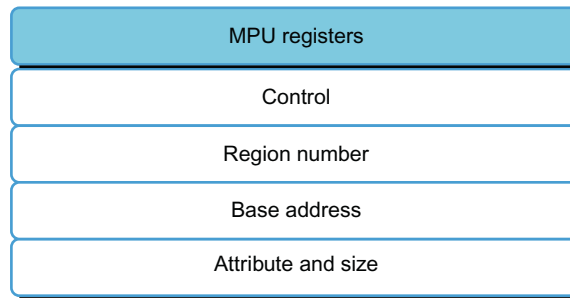 MPU registers
Control
Region number
Base address
Attribute and size